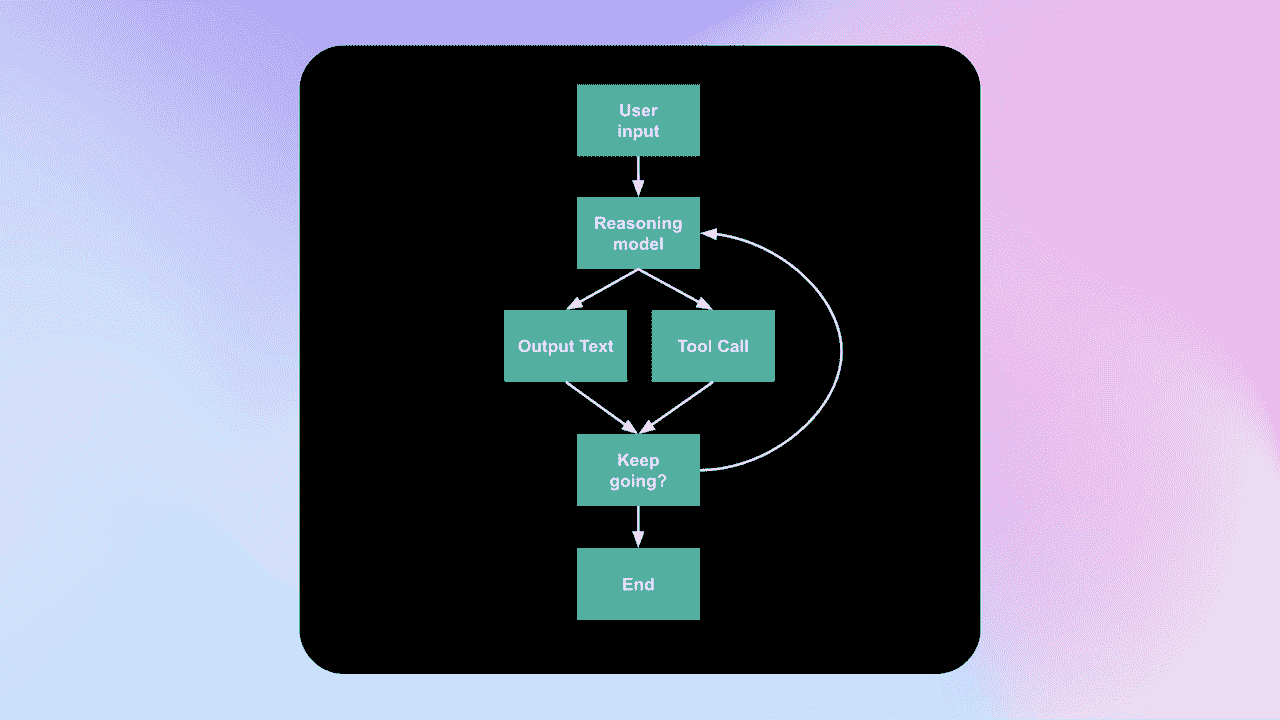 User
input
Reasoning
model
Output Text
Tool Call
Keep
going?
End